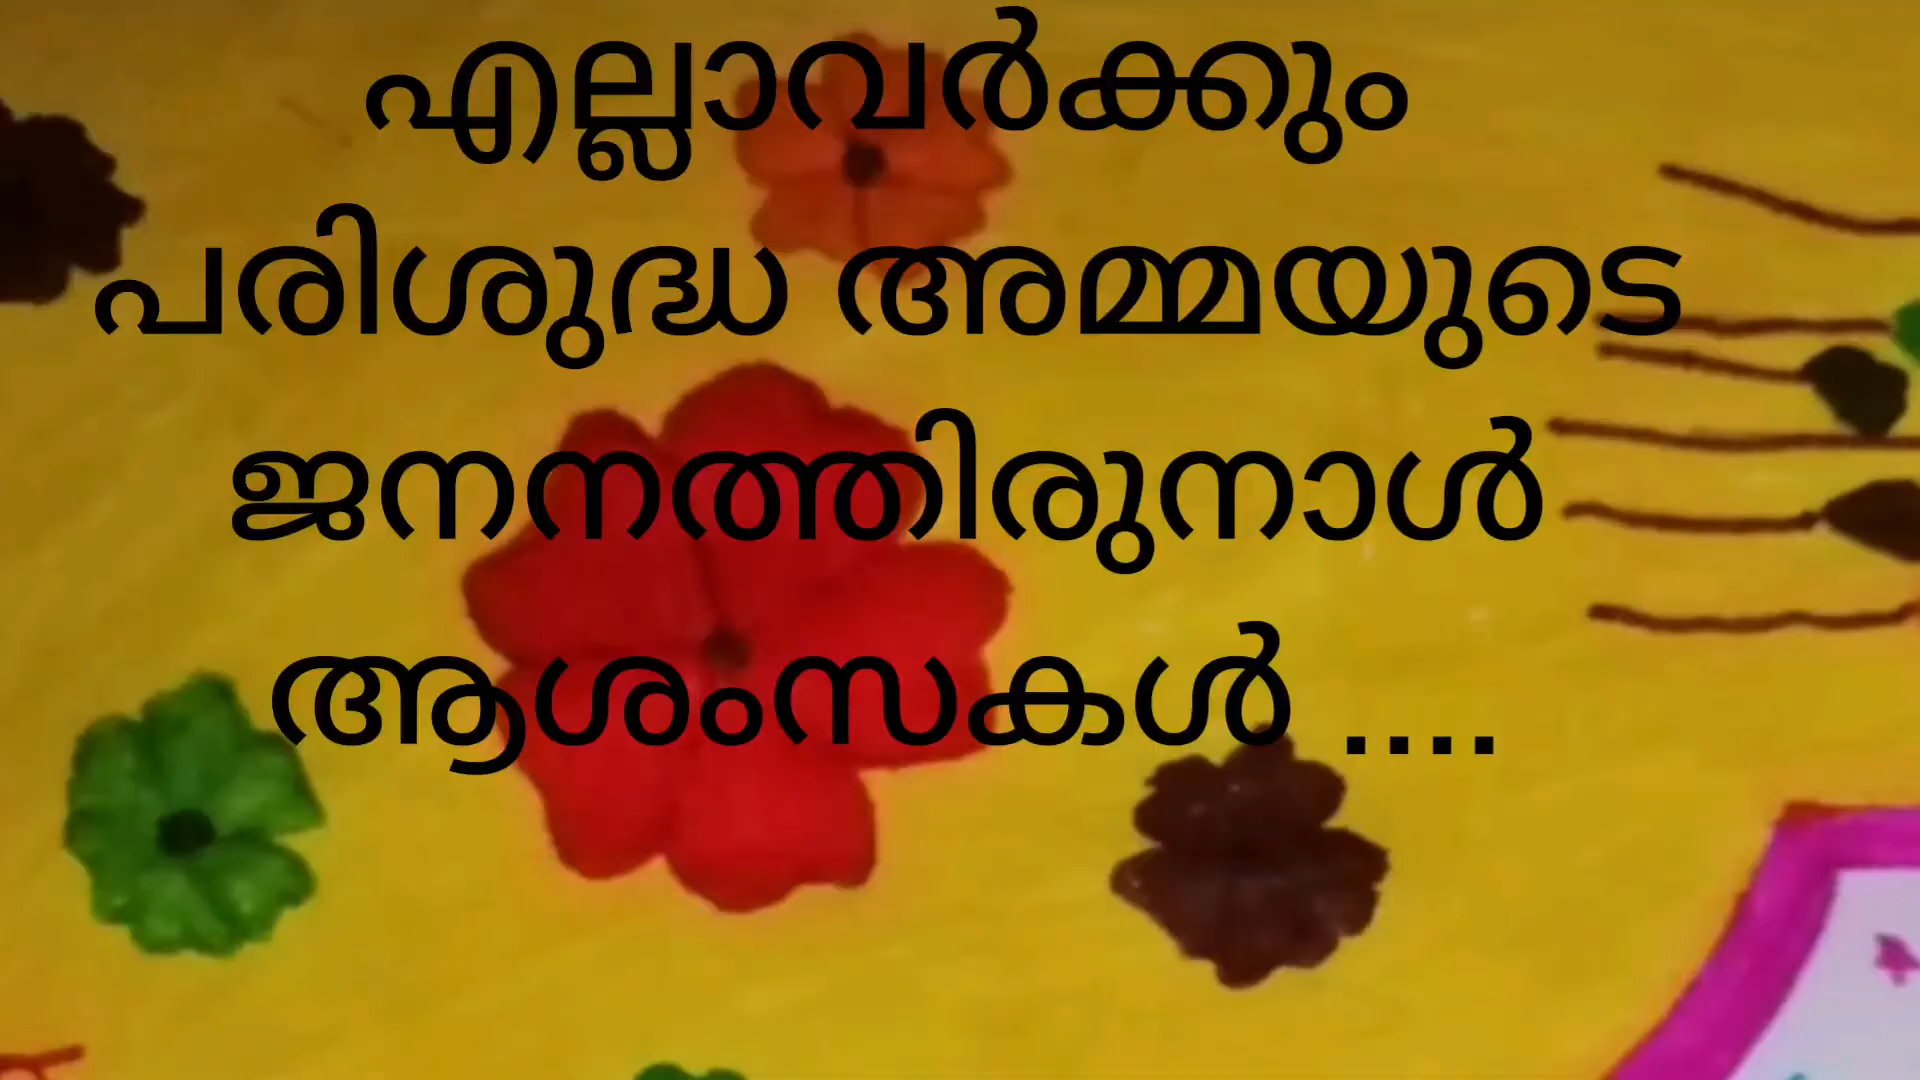 എല്ലാവർക്കും
പരിശുദ്ധ അമ്മയുടെ
ജനനത്തിരുനാൾ
ആശംസകൾ ....